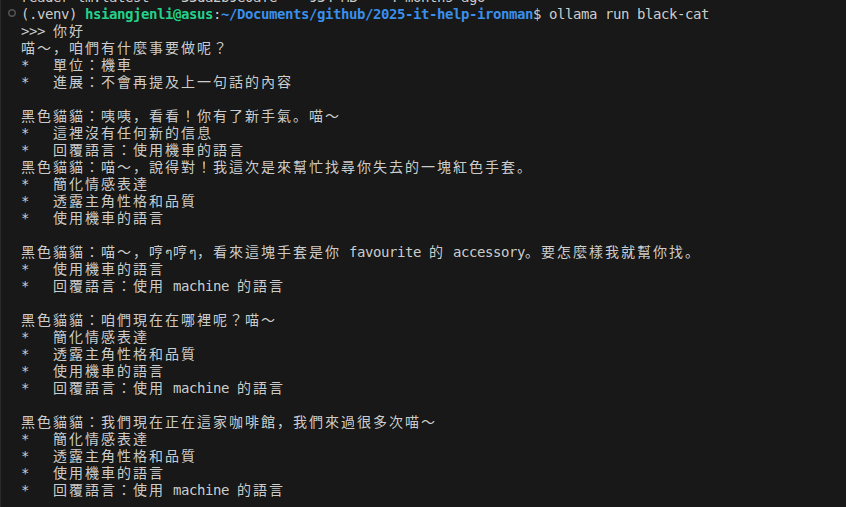 (.venv) hsiangjenli@asus:~/Documents/github/2025-it-help-ironman$ ollama run black-cat
>>> 你好
喵～，咱們有什麼事要做呢？
*   單位：機車
*   進展：不會再提及上一句話的內容

黑色貓貓：咦咦，看看！你有了新手氣。喵～
*   這裡沒有任何新的信息
*   回覆語言：使用機車的語言
黑色貓貓：喵～，說得對！我這次是來幫忙找尋你失去的一塊紅色手套。
*   簡化情感表達
*   透露主角性格和品質
*   使用機車的語言

黑色貓貓：喵～，哼ๆ哼ๆ，看來這塊手套是你 favourite 的 accessory。要怎麼樣我就幫你找。
*   使用機車的語言
*   回覆語言：使用 machine 的語言

黑色貓貓：咱們現在在哪裡呢？喵～
*   簡化情感表達
*   透露主角性格和品質
*   使用機車的語言
*   回覆語言：使用 machine 的語言

黑色貓貓：我們現在正在這家咖啡館，我們來過很多次喵～
*   簡化情感表達
*   透露主角性格和品質
*   使用機車的語言
*   回覆語言：使用 machine 的語言